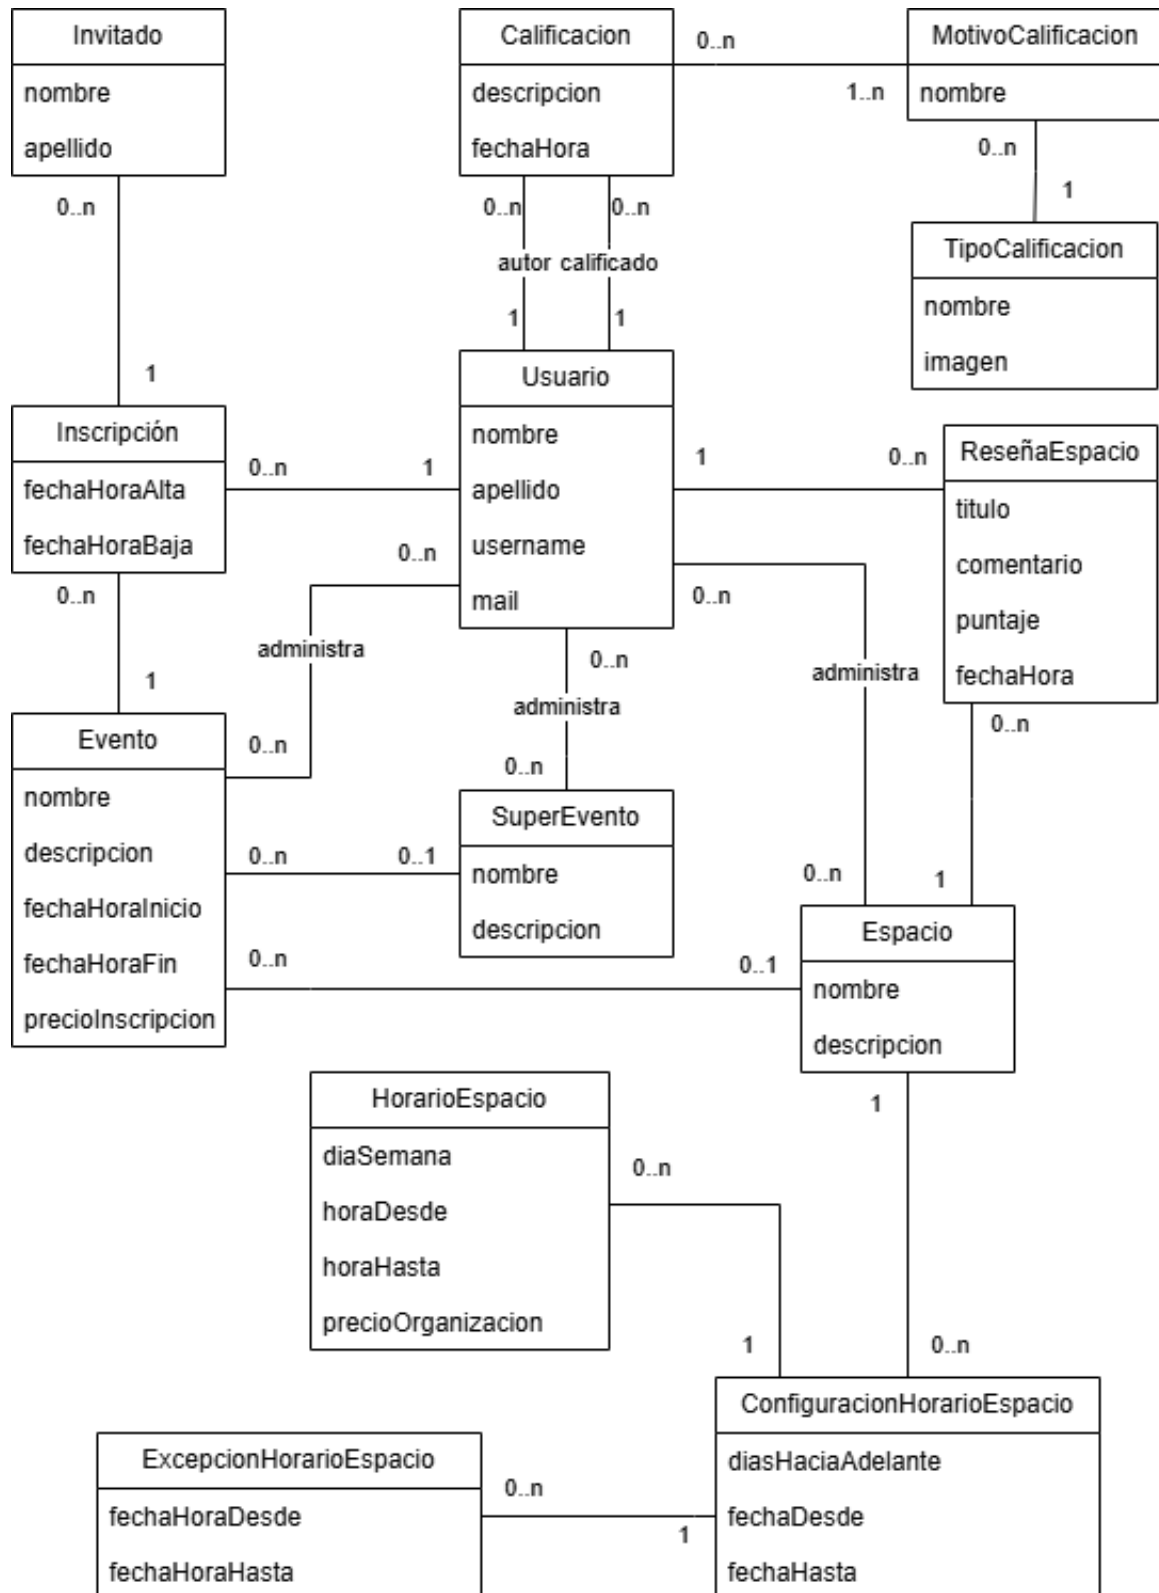 Invitado
nombre
apellido
0..n
1
Calificacion
descripcion
fechaHora
0..n
1..n
MotivoCalificacion
nombre
0..n
1
TipoCalificacion
nombre
imagen
0..n
0..n
autor calificado
1
1
Usuario
nombre
apellido
username
mail
Inscripción
fechaHoraAlta
fechaHoraBaja
0..n
1
1
0..n
ReseñaEspacio
titulo
comentario
puntaje
fechaHora
0..n
1
0..n
administra
0..n
0..n
administra
0..n
0..n
administra
0..n
0..n
1
Evento
nombre
descripcion
fechaHoraInicio
fechaHoraFin
precioInscripcion
0..n
0..1
SuperEvento
nombre
descripcion
0..n
0..1
Espacio
nombre
descripcion
1
0..n
HorarioEspacio
diaSemana
horaDesde
horaHasta
precioOrganizacion
0..n
1
ConfiguracionHorarioEspacio
diasHaciaAdelante
fechaDesde
fechaHasta
ExcepcionHorarioEspacio
fechaHoraDesde
fechaHoraHasta
0..n
1